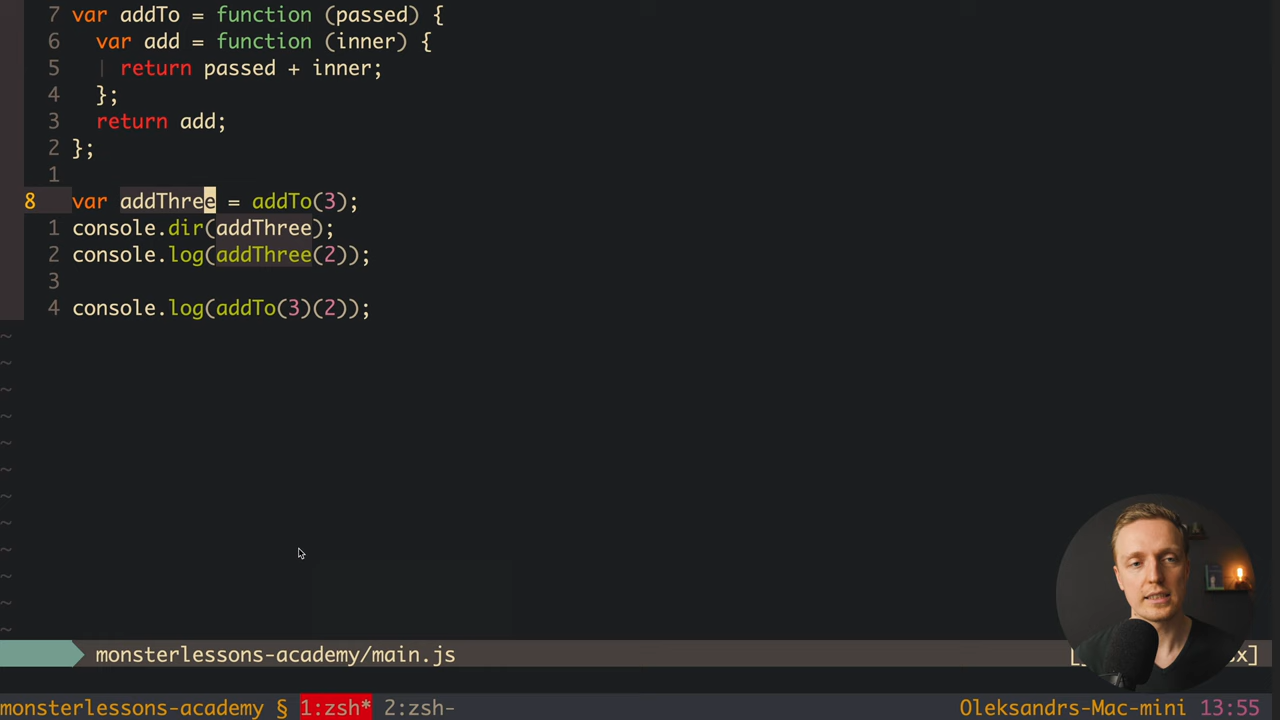 7 var addTo = function (passed) {
6 var add = function (inner) {
5 return passed + inner;
4 };
3 return add;
2 };
1
8 var addThree = addTo(3);
1 console.dir(addThree);
2 console.log(addThree(2));
3
4 console.log(addTo(3)(2));
~
~
~
~
~
~
~
~
~
~
~
~
monsterlessons-academy/main.js
monsterlessons-academy § 1:zsh* 2:zsh- Oleksandrs-Mac-mini 13:55